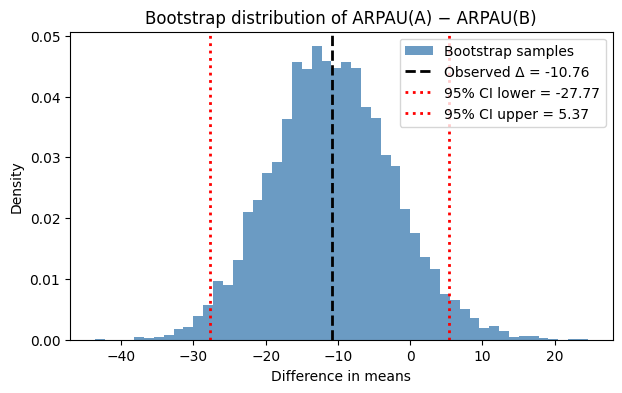 Bootstrap distribution of ARPAU(A) − ARPAU(B)
Bootstrap samples
Observed Δ = -10.76
95% CI lower = -27.77
95% CI upper = 5.37
Density
0.05
0.04
0.03
0.02
0.01
0.00
−40
−30
−20
−10
0
10
20
Difference in means